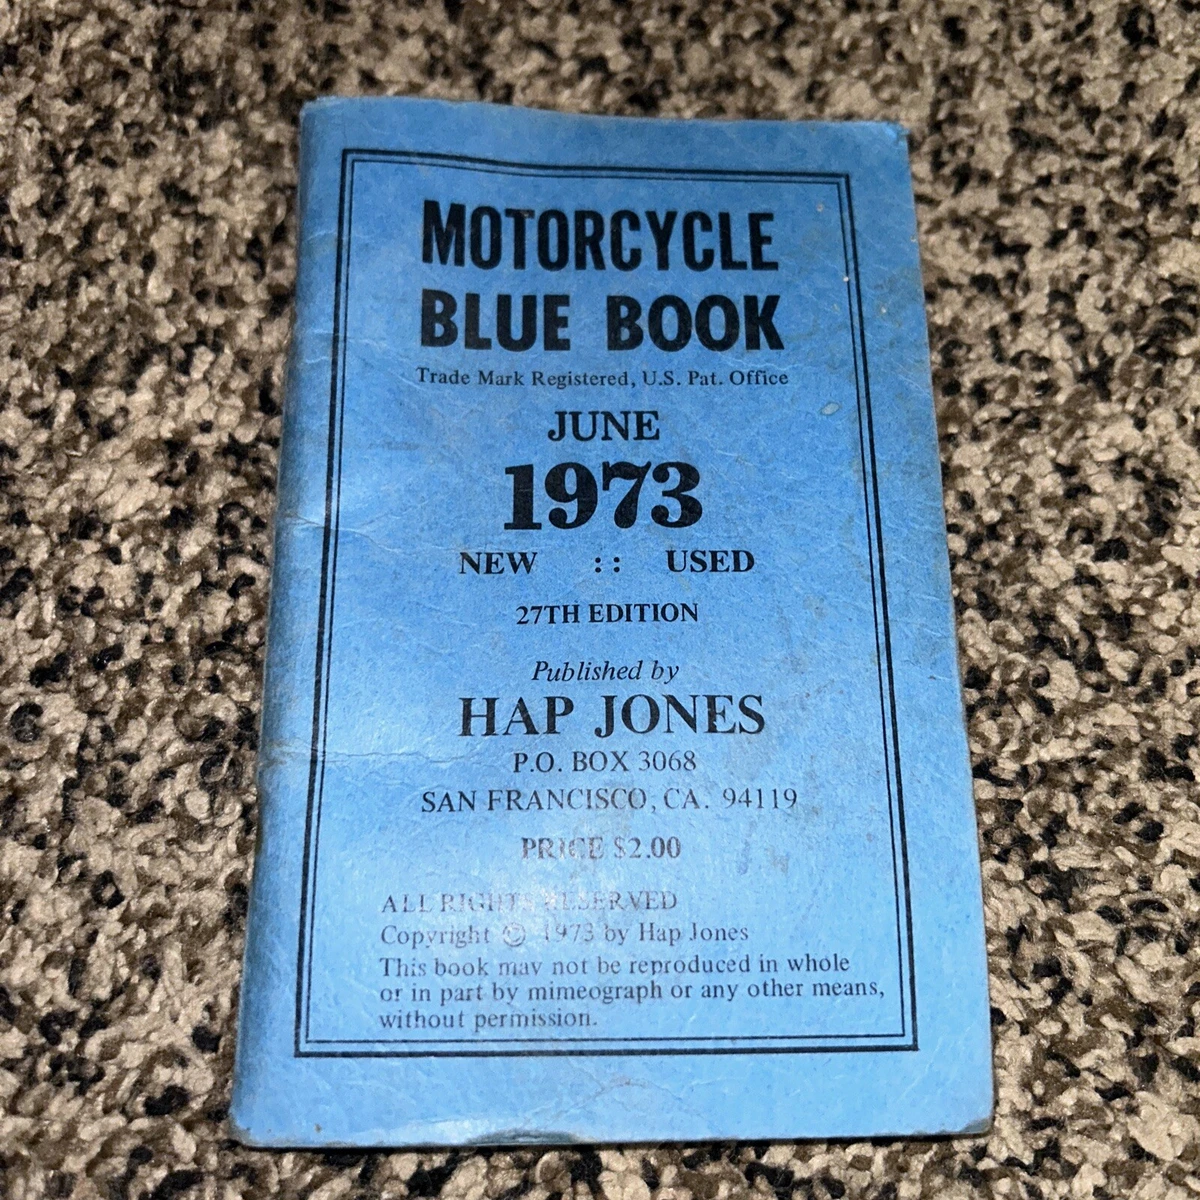 MOTORCYCLE
BLUE BOOK
Trade Mark Registered, U.S. Pat. Office
JUNE
1973
NEW :: USED
27TH EDITION
Published by
HAP JONES
P.O. BOX 3068
SAN FRANCISCO, CA. 94119
PRICE $2.00
ALL RIGHTS RESERVED
Copyright © 1973 by Hap Jones
This book may not be reproduced in whole
or in part by mimeograph or any other means,
without permission.